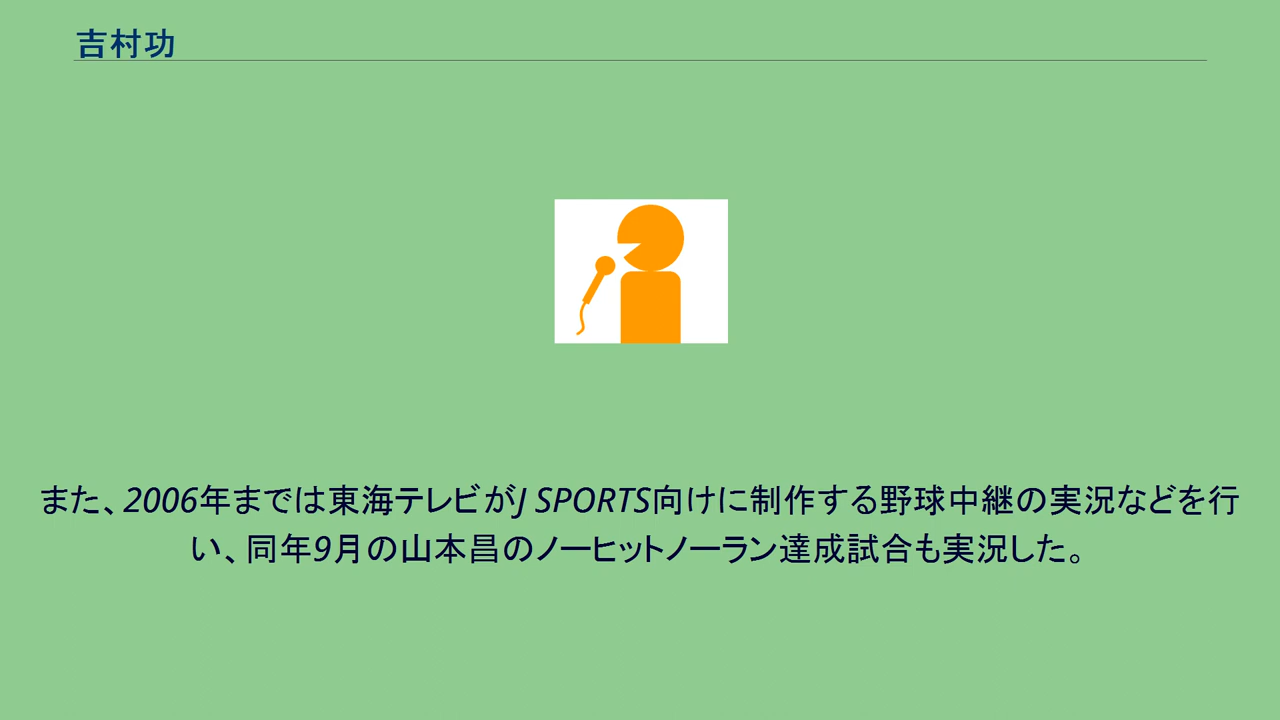 吉村功
また、2006年までは東海テレビがJ SPORTS向けに制作する野球中継の実況などを行
い、同年9月の山本昌のノーヒットノーラン達成試合も実況した。